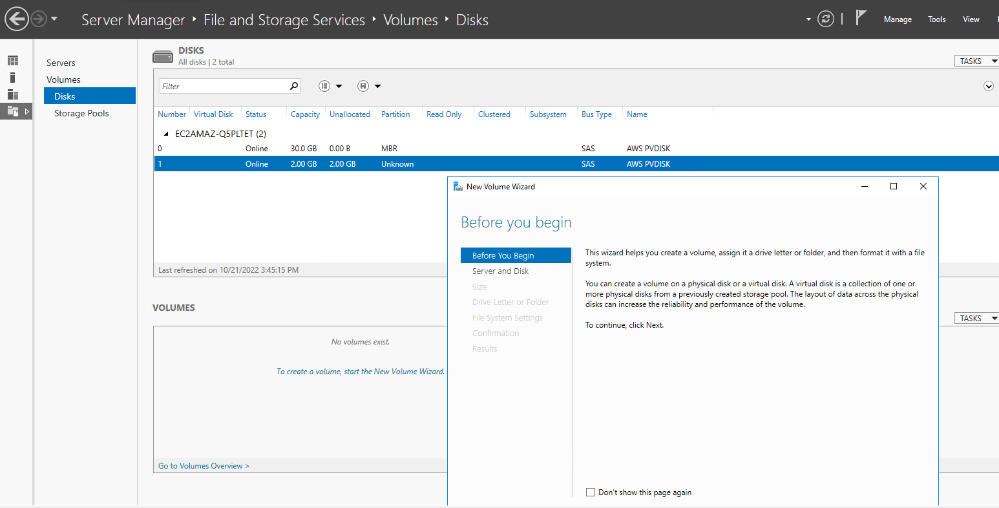 Server Manager ‣ File and Storage Services ‣ Volumes ‣ Disks
Manage Tools View
Servers
Volumes
Disks
Storage Pools
DISKS
All disks | 2 total
TASKS
Filter
Number Virtual Disk Status Capacity Unallocated Partition Read Only Clustered Subsystem Bus Type Name
EC2AMAZ-Q5PLTET (2)
0 Online 30.0 GB 0.00 B MBR SAS AWS PVDISK
1 Online 2.00 GB 2.00 GB Unknown SAS AWS PVDISK
Last refreshed on 10/21/2022 3:45:15 PM
VOLUMES
TASKS
No volumes exist.
To create a volume, start the New Volume Wizard.
Go to Volumes Overview >
New Volume Wizard
Before you begin
Before You Begin
Server and Disk
Size
Drive Letter or Folder
File System Settings
Confirmation
Results
This wizard helps you create a volume, assign it a drive letter or folder, and then format it with a file
system.
You can create a volume on a physical disk or a virtual disk. A virtual disk is a collection of one or
more physical disks from a previously created storage pool. The layout of data across the physical
disks can increase the reliability and performance of the volume.
To continue, click Next.
Don't show this page again